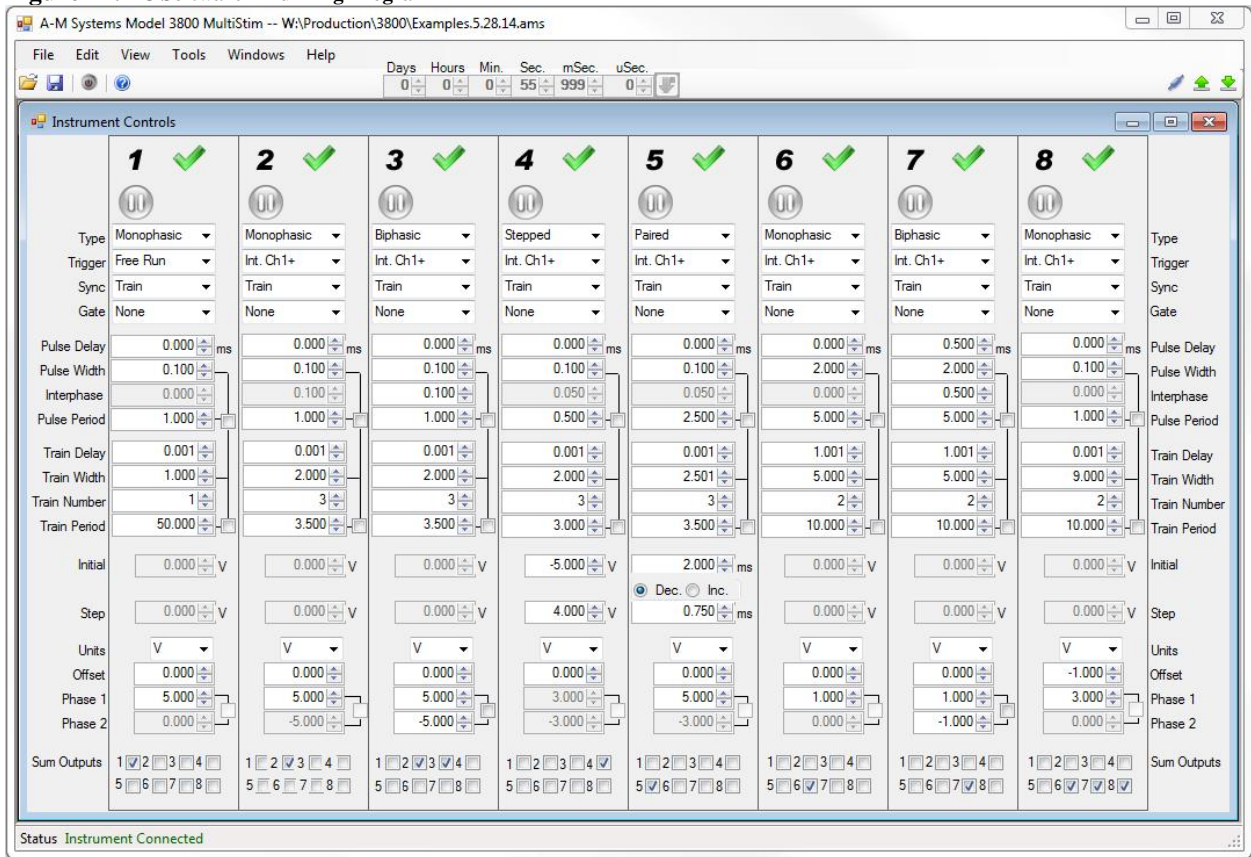 A-M Systems Model 3800 MultiStim -- W:\Production\3800\Examples.5.28.14.ams
File Edit View Tools Windows Help
Days Hours Min. Sec. mSec. uSec.
0 0 0 55 999 0
Instrument Controls
1 2 3 4 5 6 7 8
Type Monophasic Monophasic Biphasic Stepped Paired Monophasic Biphasic Monophasic Type
Trigger Free Run Int. Ch1+ Int. Ch1+ Int. Ch1+ Int. Ch1+ Int. Ch1+ Int. Ch1+ Int. Ch1+ Trigger
Sync Train Train Train Train Train Train Train Train Sync
Gate None None None None None None None None Gate
Pulse Delay 0.000 ms 0.000 ms 0.000 ms 0.000 ms 0.000 ms 0.000 ms 0.500 ms 0.000 ms Pulse Delay
Pulse Width 0.100 0.100 0.100 0.100 0.100 2.000 2.000 0.100 Pulse Width
Interphase 0.000 0.100 0.100 0.050 0.050 0.000 0.500 0.000 Interphase
Pulse Period 1.000 1.000 1.000 0.500 2.500 5.000 5.000 1.000 Pulse Period
Train Delay 0.001 0.001 0.001 0.001 0.001 1.001 1.001 0.001 Train Delay
Train Width 1.000 2.000 2.000 2.000 2.501 5.000 5.000 9.000 Train Width
Train Number 1 3 3 3 3 2 2 2 Train Number
Train Period 50.000 3.500 3.500 3.000 3.500 10.000 10.000 10.000 Train Period
Initial 0.000 V 0.000 V 0.000 V -5.000 V 2.000 ms 0.000 V 0.000 V 0.000 V Initial
Dec. Inc.
Step 0.000 V 0.000 V 0.000 V 4.000 V 0.750 ms 0.000 V 0.000 V 0.000 V Step
Units V V V V V V V V Units
Offset 0.000 0.000 0.000 0.000 0.000 0.000 0.000 -1.000 Offset
Phase 1 5.000 5.000 5.000 3.000 5.000 1.000 1.000 3.000 Phase 1
Phase 2 0.000 -5.000 -5.000 -3.000 -3.000 0.000 -1.000 0.000 Phase 2
Sum Outputs 1 2 3 4 1 2 3 4 1 2 3 4 1 2 3 4 1 2 3 4 1 2 3 4 1 2 3 4 1 2 3 4 Sum Outputs
5 6 7 8 5 6 7 8 5 6 7 8 5 6 7 8 5 6 7 8 5 6 7 8 5 6 7 8 5 6 7 8
Status Instrument Connected